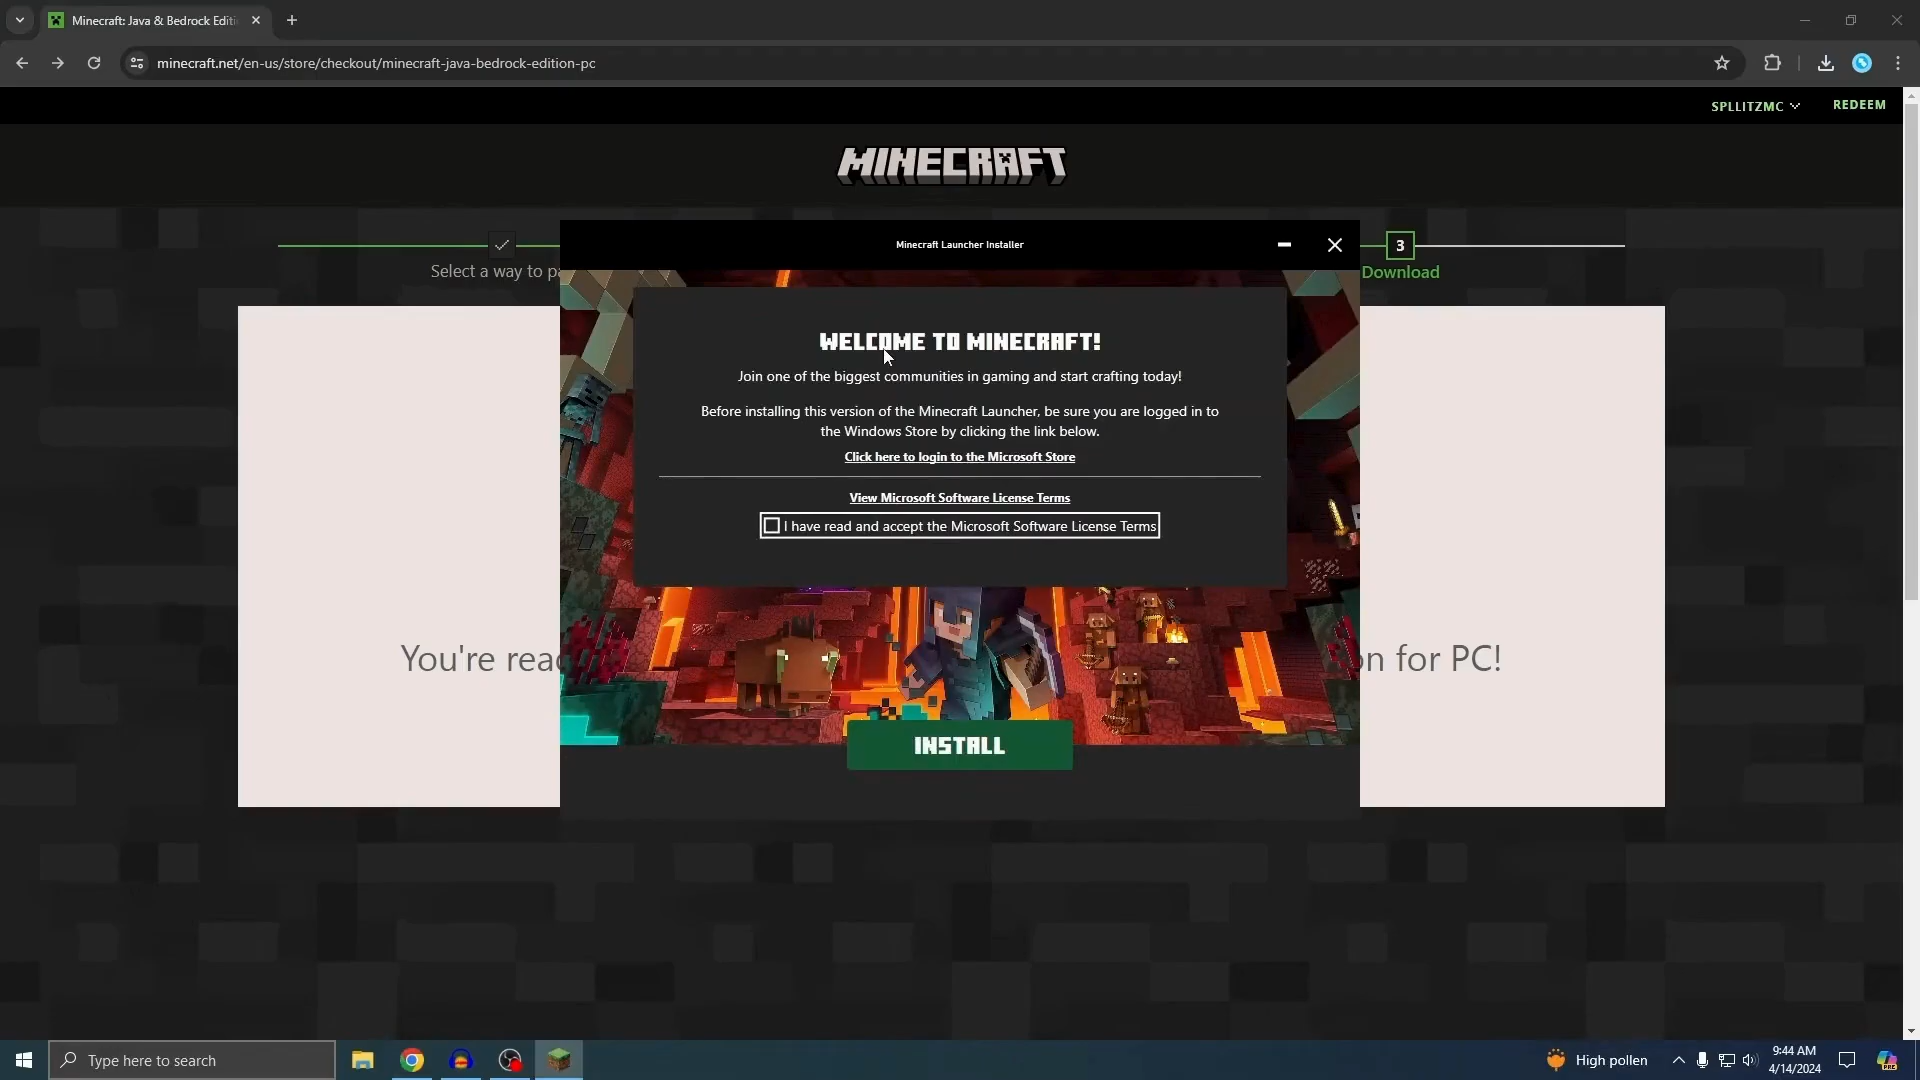 Minecraft: Java & Bedrock Editi
minecraft.net/en-us/store/checkout/minecraft-java-bedrock-edition-pc
SPLLITZMC
REDEEM
MINECRAFT
Minecraft Launcher Installer
3
Select a way to pa
Download
WELCOME TO MINECRAFT!
Join one of the biggest communities in gaming and start crafting today!
Before installing this version of the Minecraft Launcher, be sure you are logged in to
the Windows Store by clicking the link below.
Click here to login to the Microsoft Store
View Microsoft Software License Terms
I have read and accept the Microsoft Software License Terms
You're read
on for PC!
INSTALL
Type here to search
High pollen
9:44 AM
4/14/2024
PRE